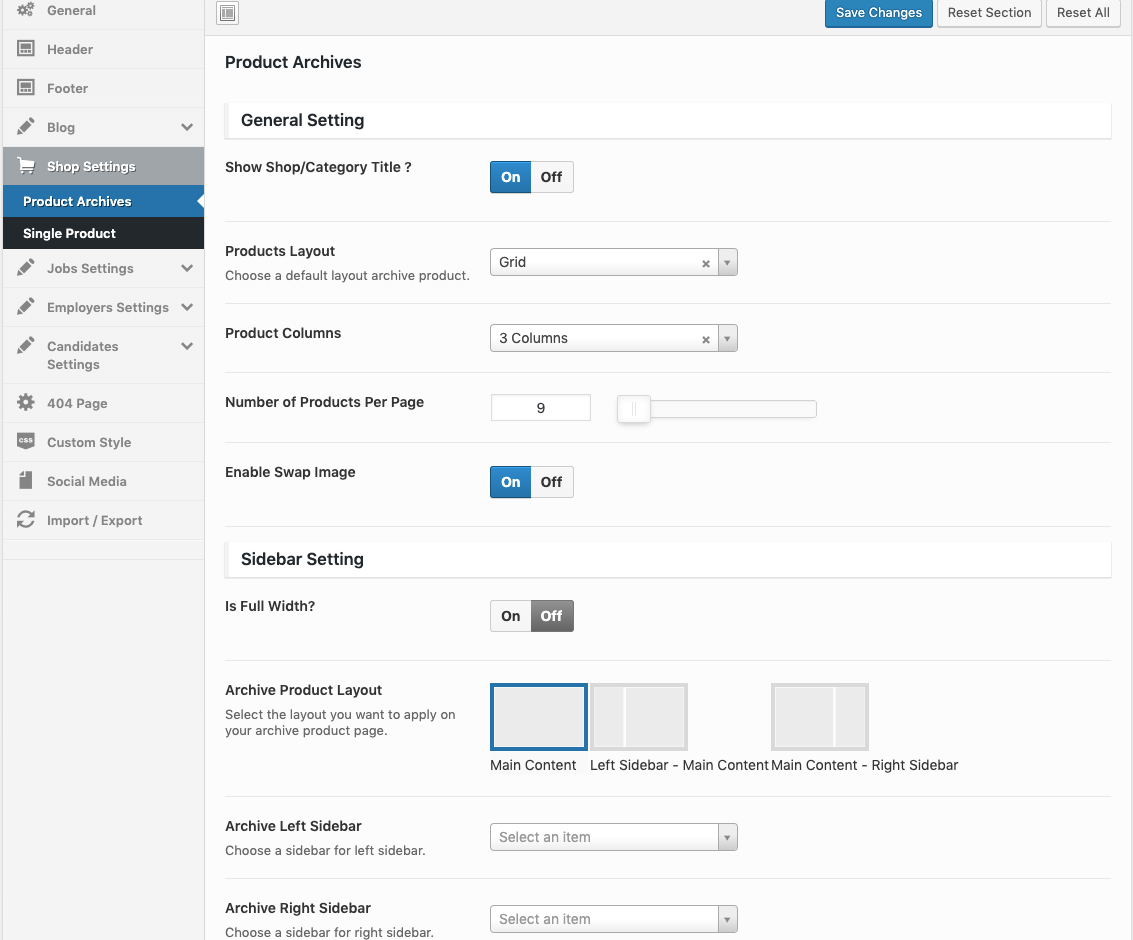 General
Header
Footer
Blog
Shop Settings
Product Archives
Single Product
Jobs Settings
Employers Settings
Candidates
Settings
404 Page
CSS
Custom Style
Social Media
Import / Export
Save Changes
Reset Section
Reset All
Product Archives
General Setting
Show Shop/Category Title ?
On Off
Products Layout
Choose a default layout archive product.
Grid
Product Columns
3 Columns
Number of Products Per Page
9
Enable Swap Image
On Off
Sidebar Setting
Is Full Width?
On Off
Archive Product Layout
Select the layout you want to apply on
your archive product page.
Main Content
Left Sidebar - Main Content
Main Content - Right Sidebar
Archive Left Sidebar
Choose a sidebar for left sidebar.
Select an item
Archive Right Sidebar
Choose a sidebar for right sidebar.
Select an item